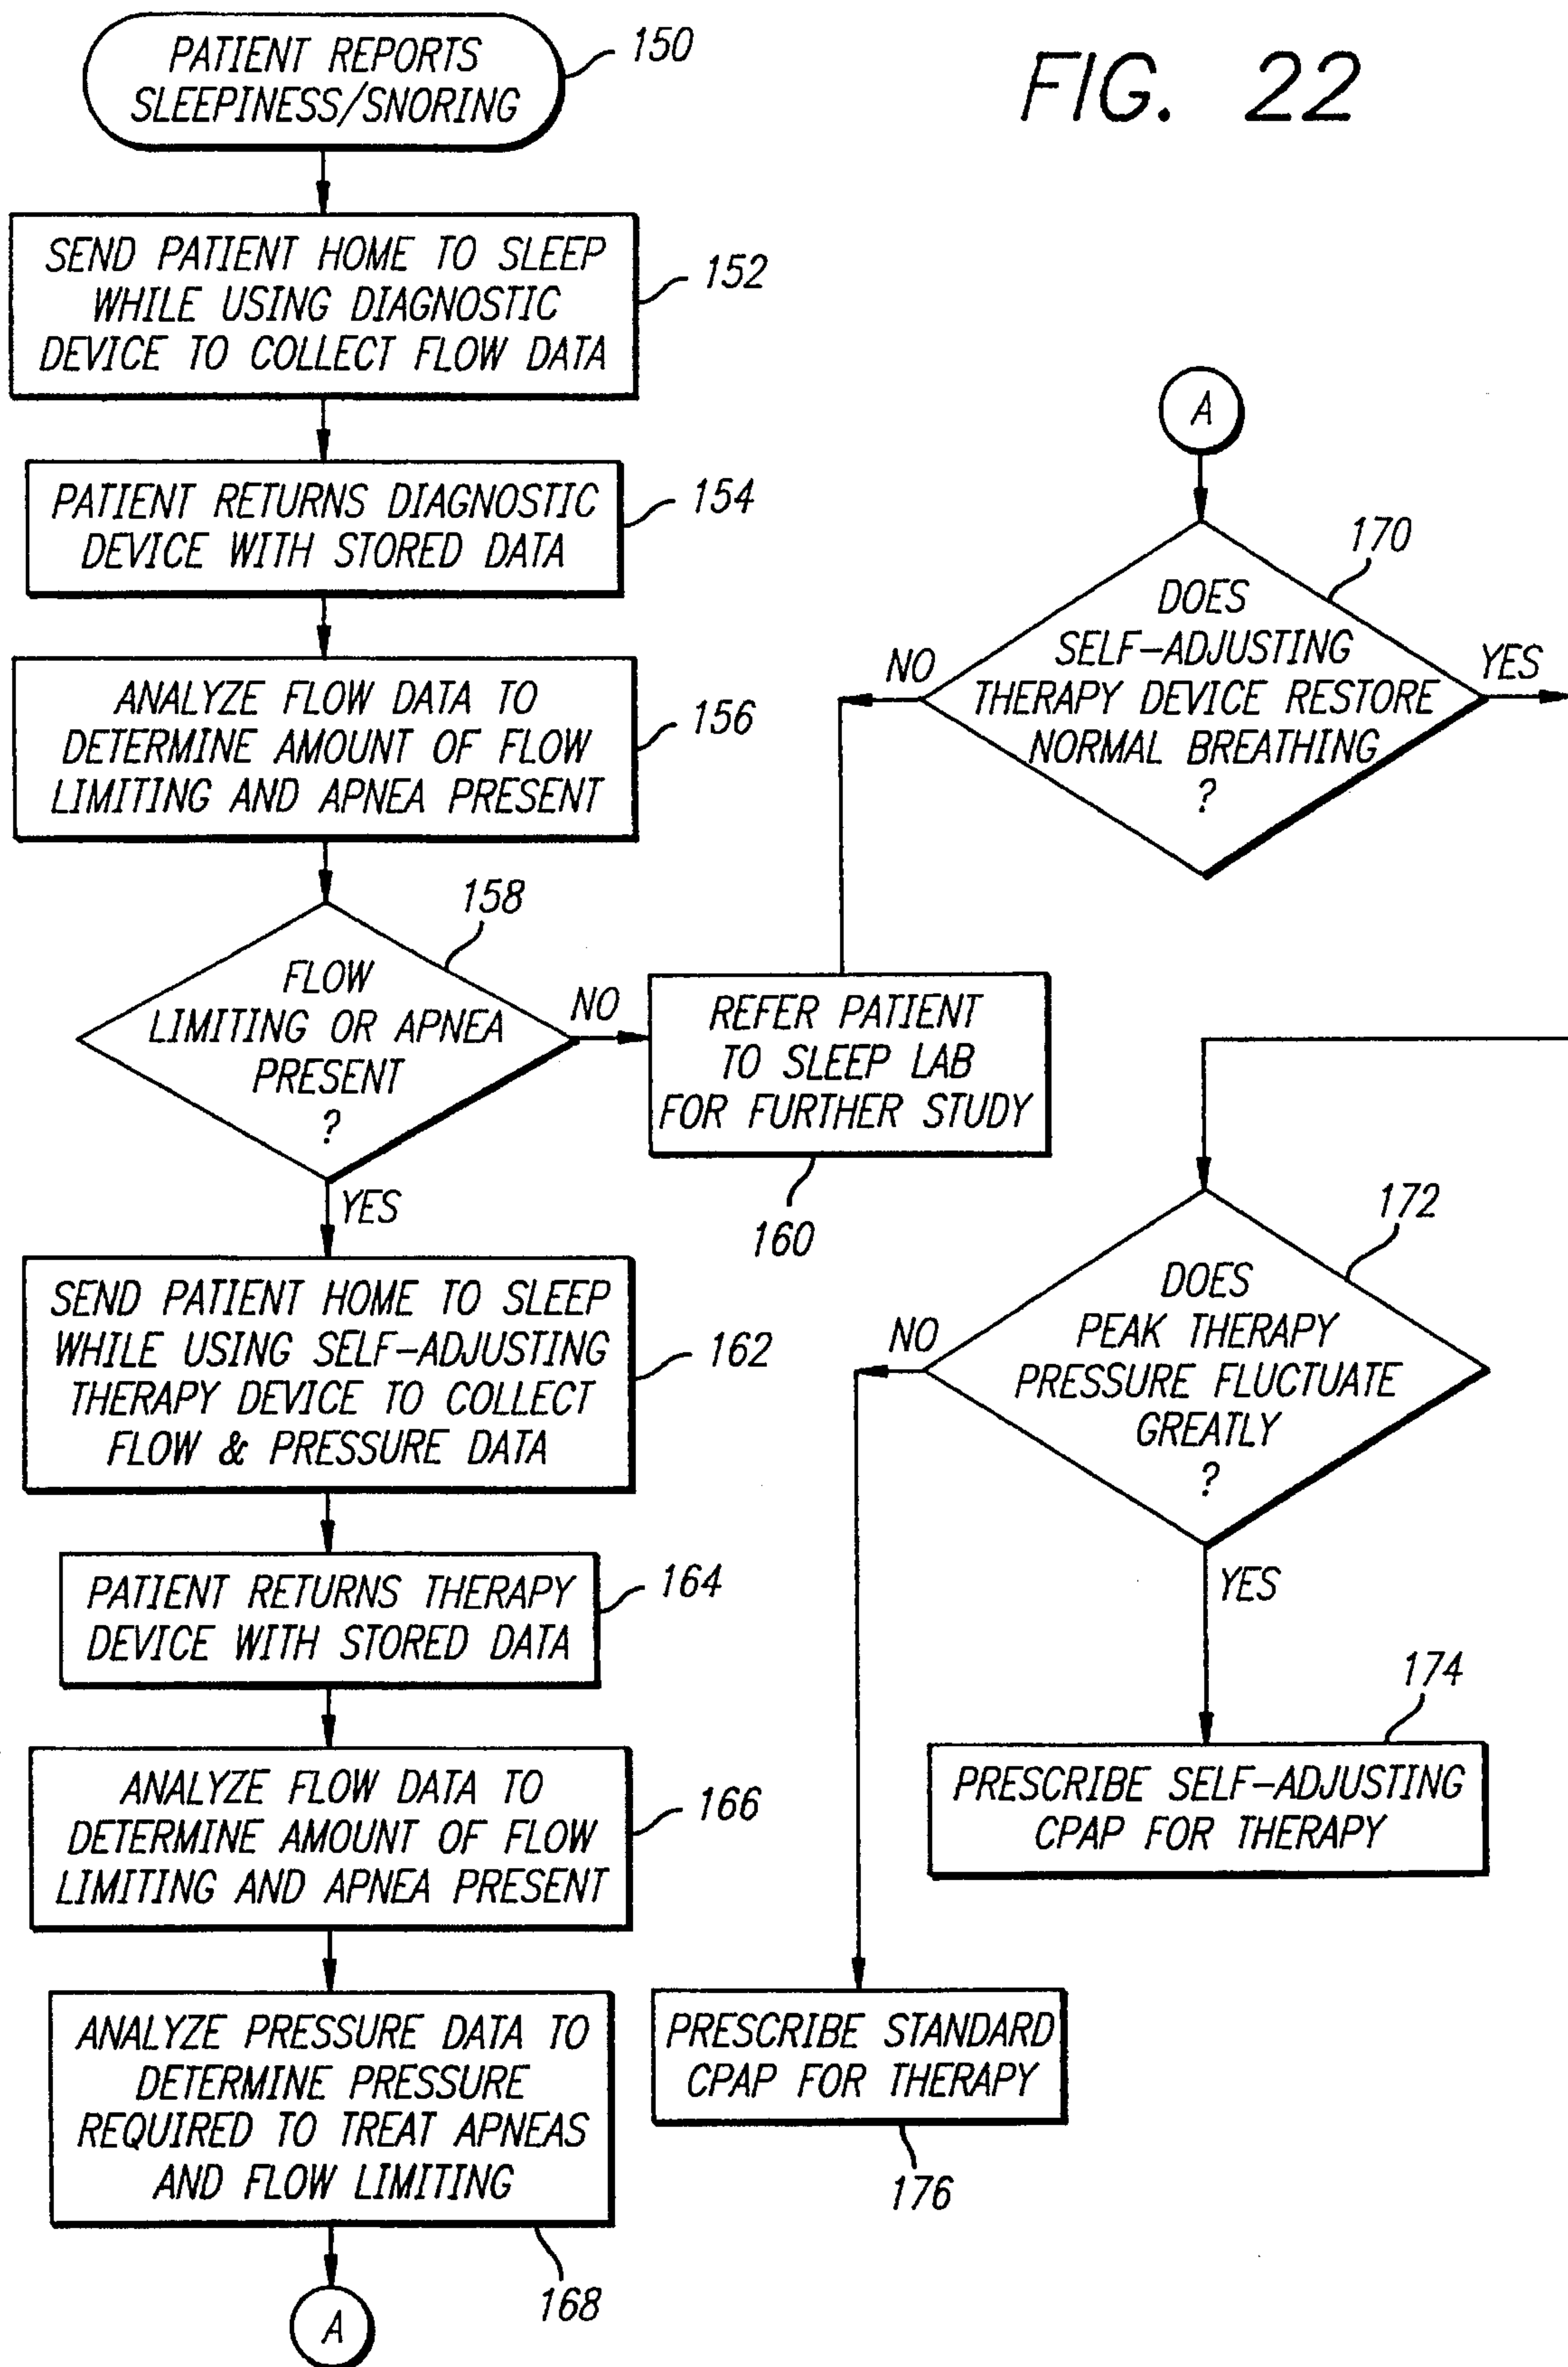 FIG. 22
PATIENT REPORTS
SLEEPINESS/SNORING
150
SEND PATIENT HOME TO SLEEP
WHILE USING DIAGNOSTIC
DEVICE TO COLLECT FLOW DATA
152
PATIENT RETURNS DIAGNOSTIC
DEVICE WITH STORED DATA
154
ANALYZE FLOW DATA TO
DETERMINE AMOUNT OF FLOW
LIMITING AND APNEA PRESENT
156
FLOW
LIMITING OR APNEA
PRESENT
?
158
NO
YES
REFER PATIENT
TO SLEEP LAB
FOR FURTHER STUDY
160
SEND PATIENT HOME TO SLEEP
WHILE USING SELF-ADJUSTING
THERAPY DEVICE TO COLLECT
FLOW & PRESSURE DATA
162
PATIENT RETURNS THERAPY
DEVICE WITH STORED DATA
164
ANALYZE FLOW DATA TO
DETERMINE AMOUNT OF FLOW
LIMITING AND APNEA PRESENT
166
ANALYZE PRESSURE DATA TO
DETERMINE PRESSURE
REQUIRED TO TREAT APNEAS
AND FLOW LIMITING
168
A
A
DOES
SELF-ADJUSTING
THERAPY DEVICE RESTORE
NORMAL BREATHING
?
170
NO
YES
DOES
PEAK THERAPY
PRESSURE FLUCTUATE
GREATLY
?
172
NO
YES
PRESCRIBE SELF-ADJUSTING
CPAP FOR THERAPY
174
PRESCRIBE STANDARD
CPAP FOR THERAPY
176